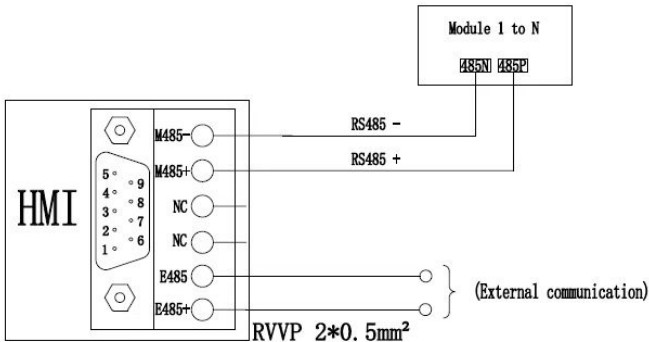 Module 1 to N
485N 485P
RS485 -
M485-
RS485 +
M485+
HMI
5
9
4
8
3
7
2
6
1
NC
NC
E485
E485+
(External communication)
RVVP 2*0.5mm²